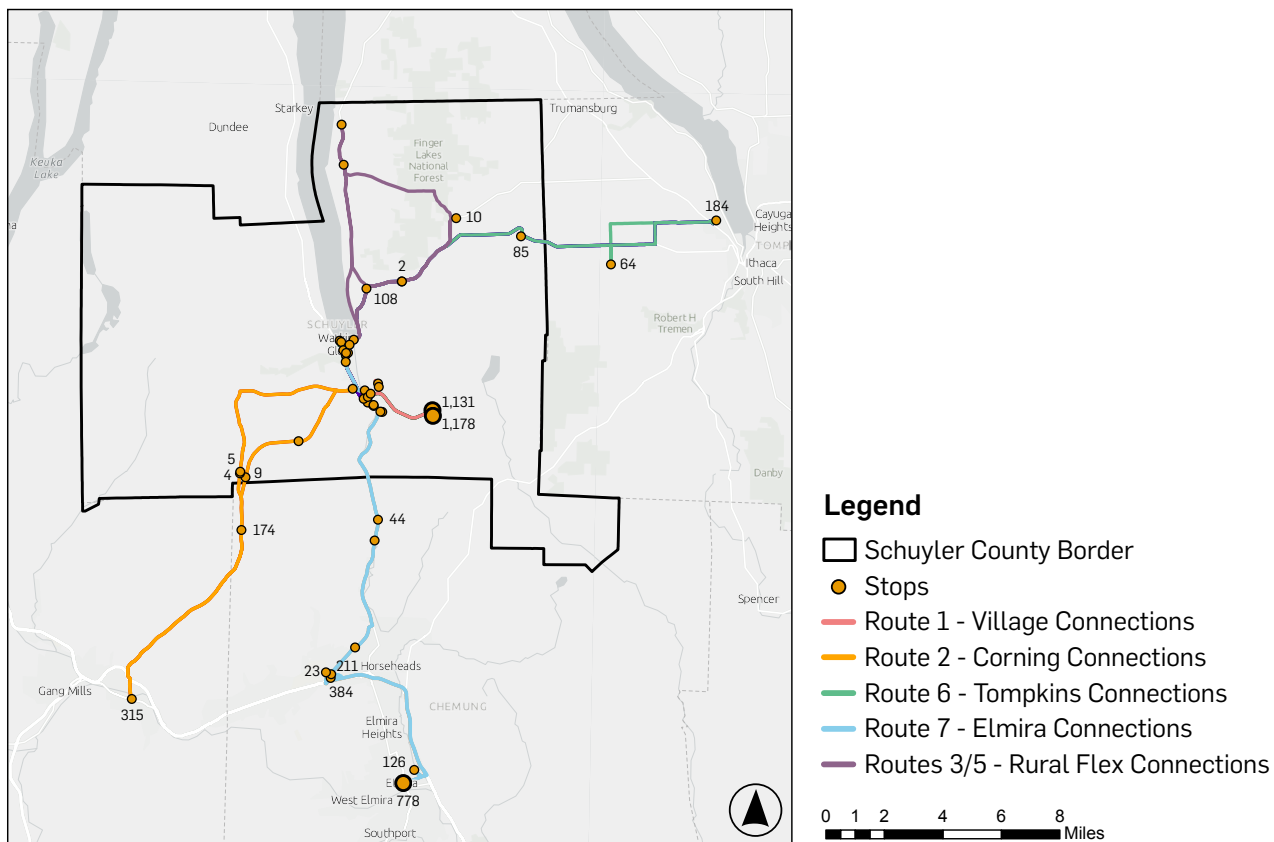 Starkey
Trumansburg
Dundee
Finger
Lakes
National
Forest
Keuka
Lake
184
Cayuga
Heights
10
TOMP
85
64
Ithaca
2
South Hill
108
Robert H
Tremen
SCHUYLER
1,131
1,178
5
4
9
Danby
174
44
Spencer
23
211
Horseheads
384
Gang Mills
315
CHEMUNG
Elmira
Heights
126
West Elmira
778
Southport
Legend
Schuyler County Border
Stops
Route 1 - Village Connections
Route 2 - Corning Connections
Route 6 - Tompkins Connections
Route 7 - Elmira Connections
Routes 3/5 - Rural Flex Connections
0 2 4 6 8
Miles